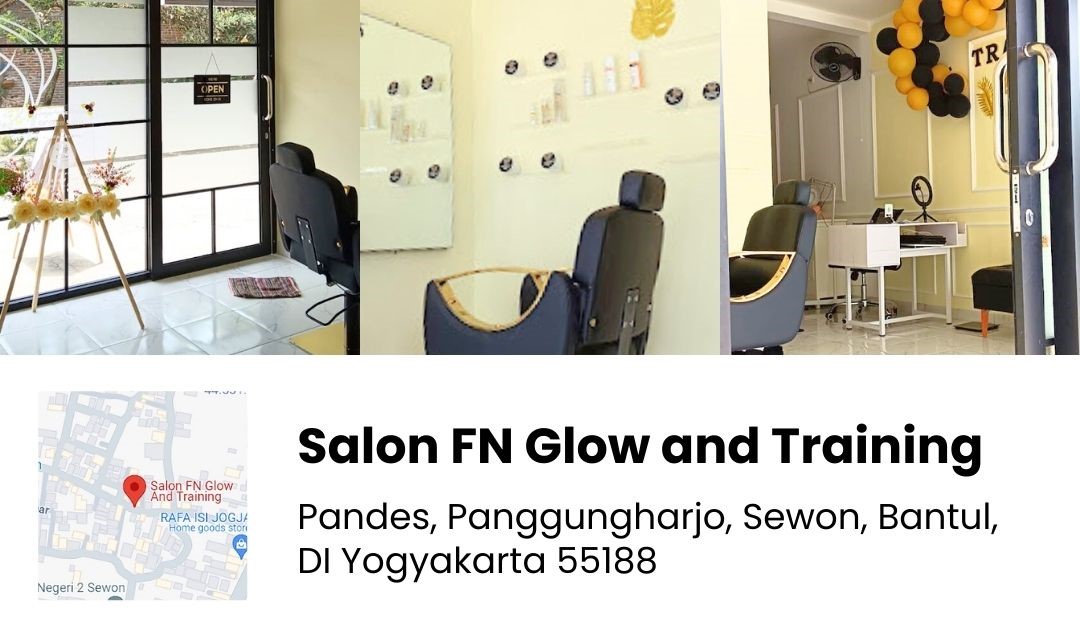 OPEN
TRA
Salon FN Glow
And Training
RAFA ISI JOGJA
Home goods store
Negeri 2 Sewon
Salon FN Glow and Training
Pandes, Panggungharjo, Sewon, Bantul,
DI Yogyakarta 55188